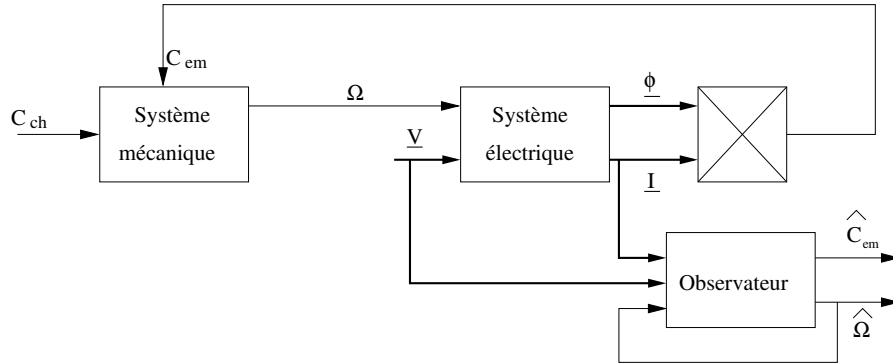 C em
C ch
Système
mécanique
Ω
V
Système
électrique
ϕ
I
Observateur
Ĉ em
Ω̂